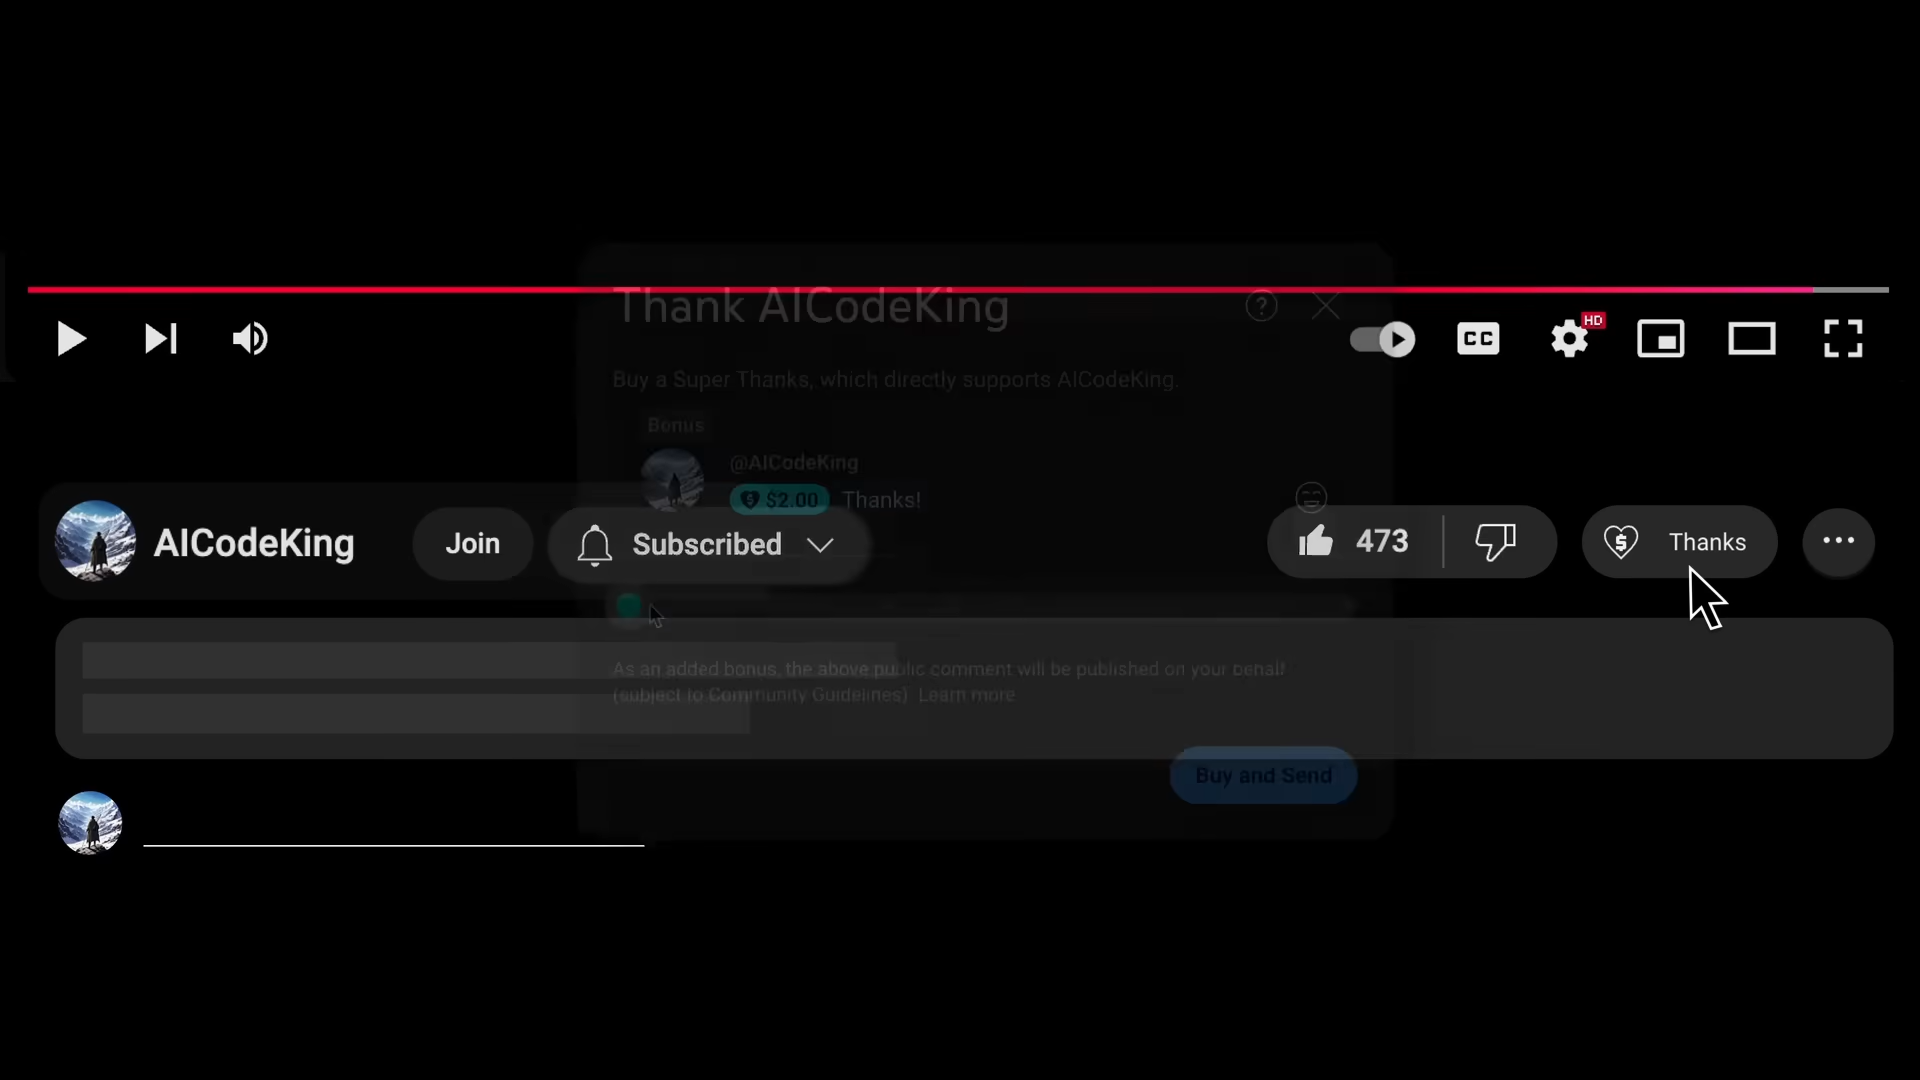 Thank AICodeKing
HD
CC
Buy a Super Thanks, which directly supports AICodeKing.
Bonus
@AICodeKing
$2.00 Thanks!
AICodeKing Join Subscribed 473 Thanks
As an added bonus, the above public comment will be published on your behalf
(subject to Community Guidelines) Learn more
Buy and Send